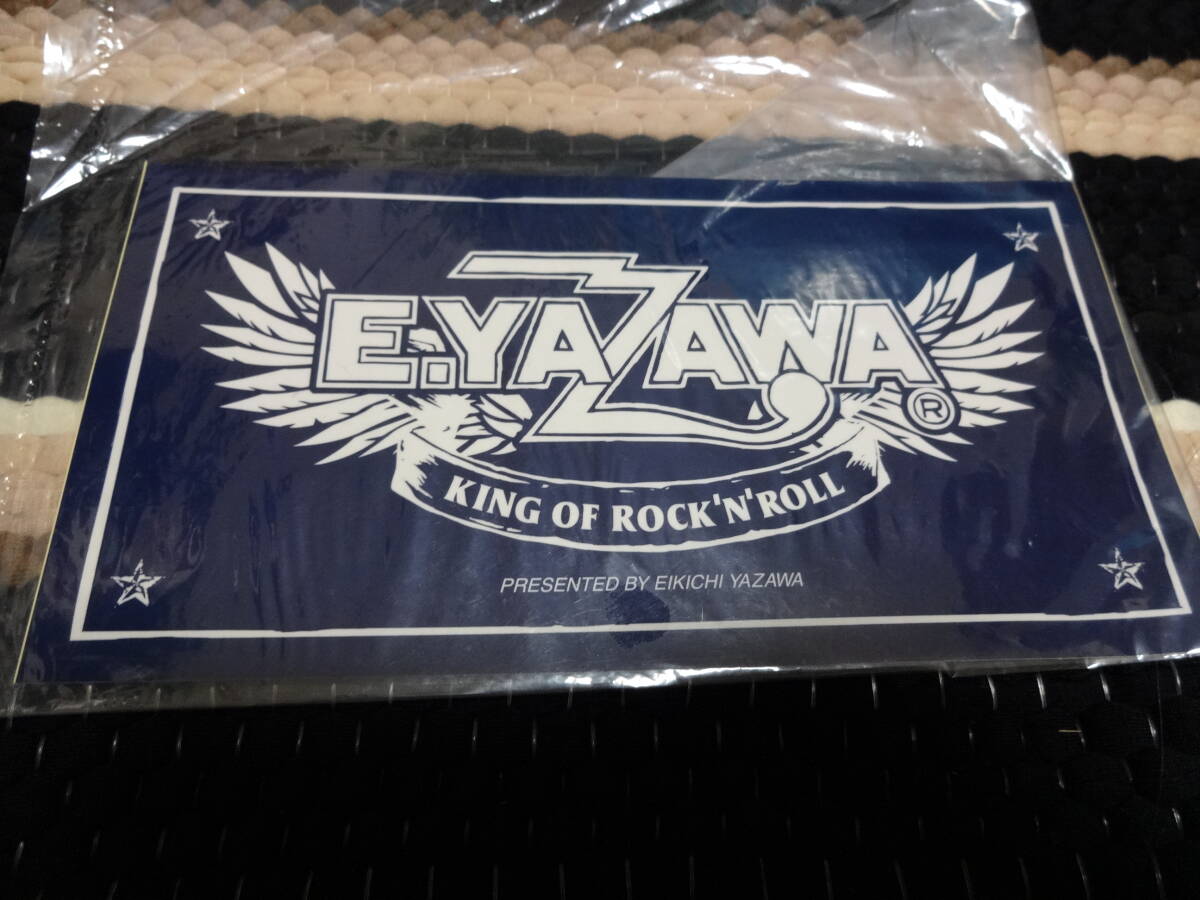 E.YAZAWA
®
KING OF ROCK'N'ROLL
PRESENTED BY EIKICHI YAZAWA